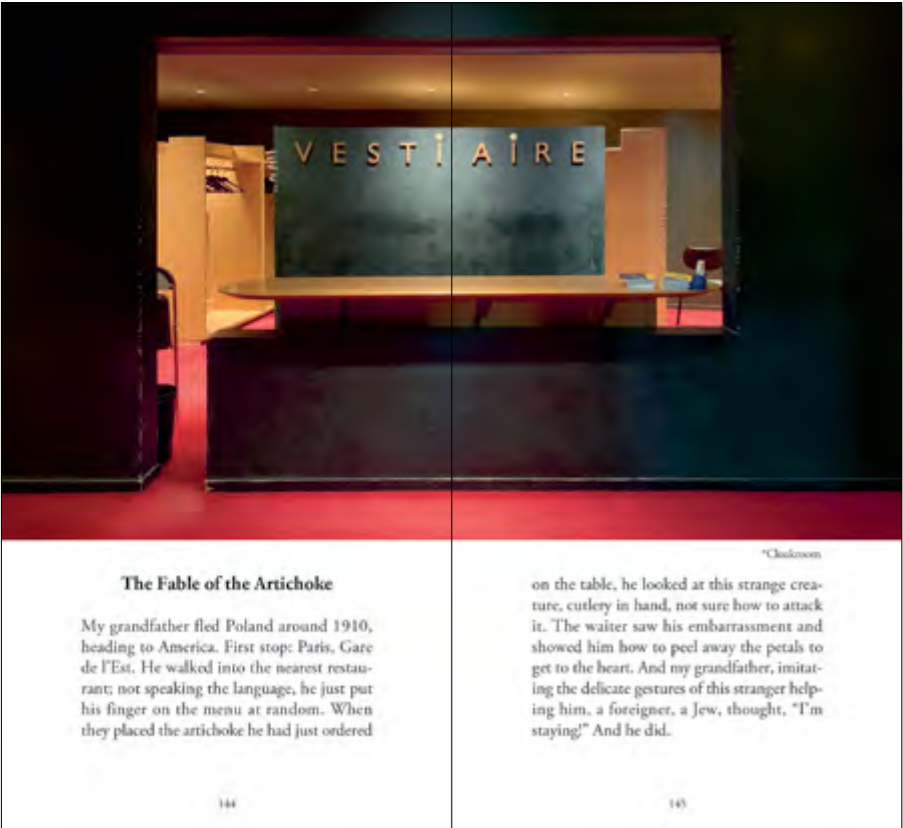 VESTiAiRE
The Fable of the Artichoke
My grandfather fled Poland around 1910,
heading to America. First stop: Paris, Gare
de l'Est. He walked into the nearest restau-
rant; not speaking the language, he just put
his finger on the menu at random. When
they placed the artichoke he had just ordered
144
*Cloakroom
on the table, he looked at this strange crea-
ture, cutlery in hand, not sure how to attack
it. The waiter saw his embarrassment and
showed him how to peel away the petals to
get to the heart. And my grandfather, imitat-
ing the delicate gestures of this stranger help-
ing him, a foreigner, a Jew, thought, "I'm
staying!" And he did.
145